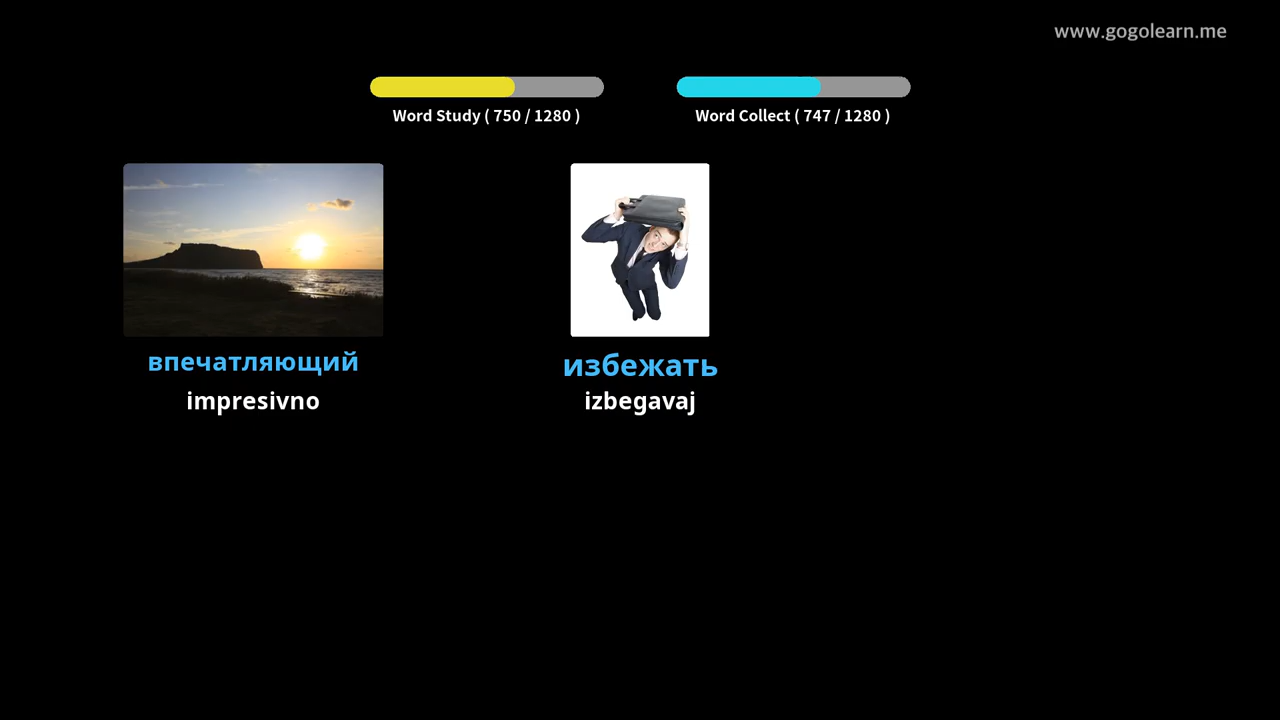 www.gogolearn.me
Word Study ( 750 / 1280 )
Word Collect ( 747 / 1280 )
впечатляющий
impresivno
избежать
izbegavaj